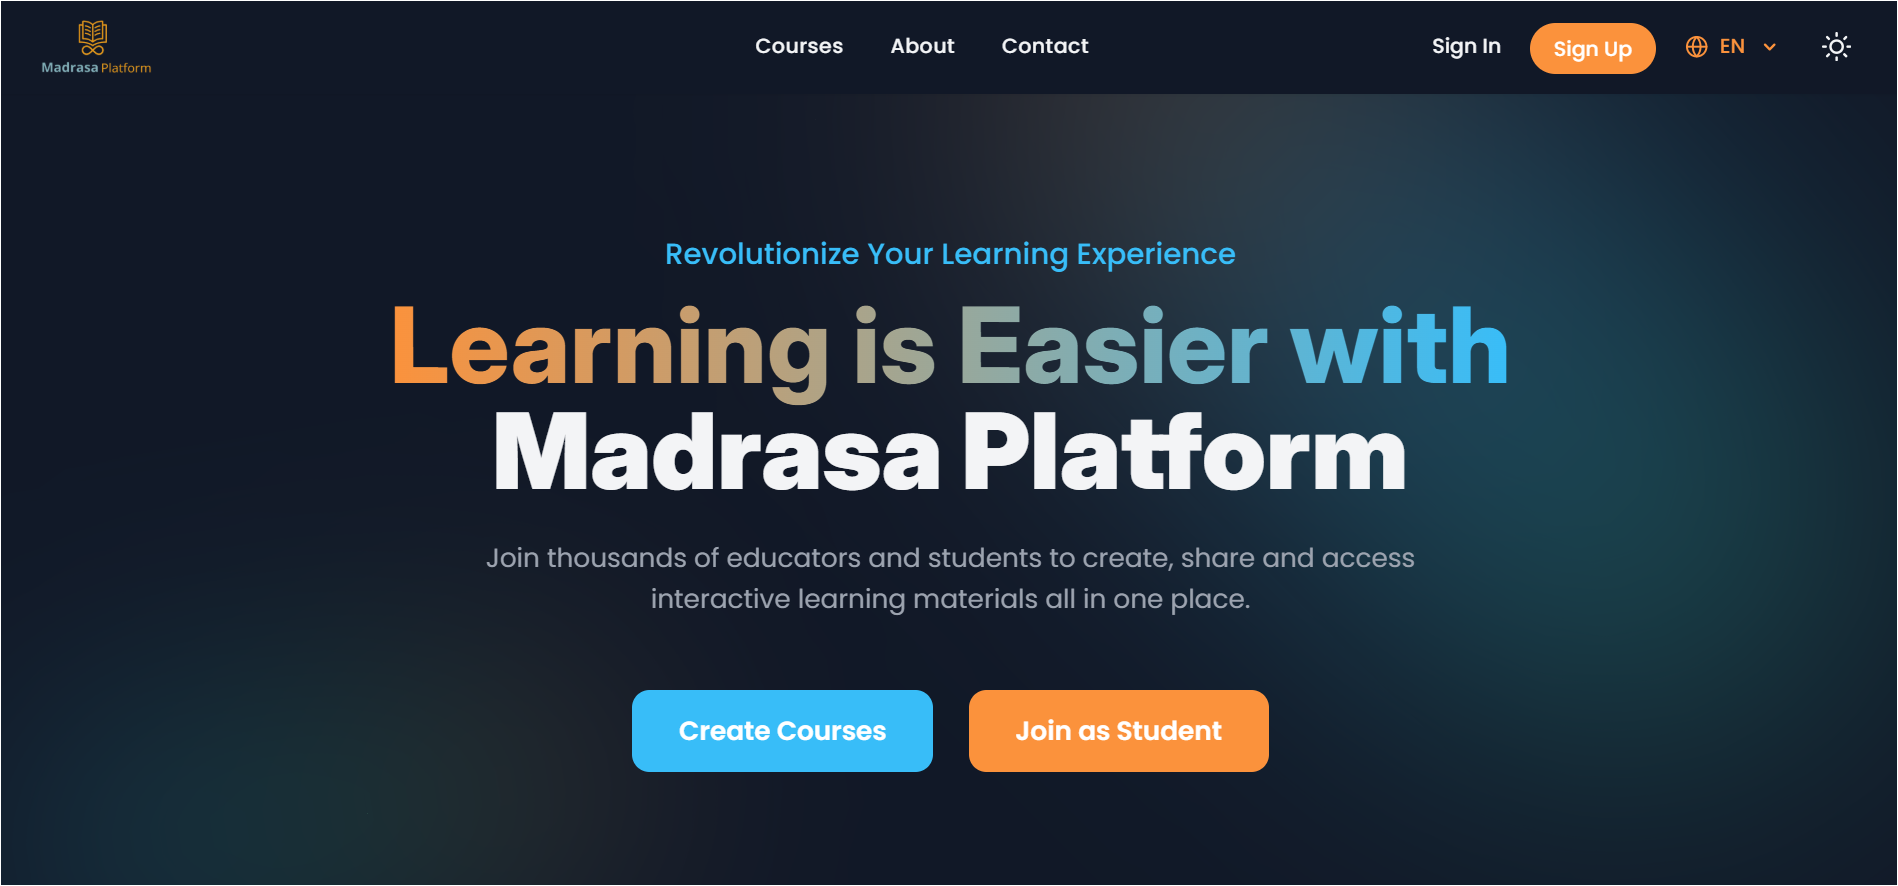 Madrasa Platform
Courses
About
Contact
Sign In
Sign Up
EN
Revolutionize Your Learning Experience
Learning is Easier with
Madrasa Platform
Join thousands of educators and students to create, share and access
interactive learning materials all in one place.
Create Courses
Join as Student